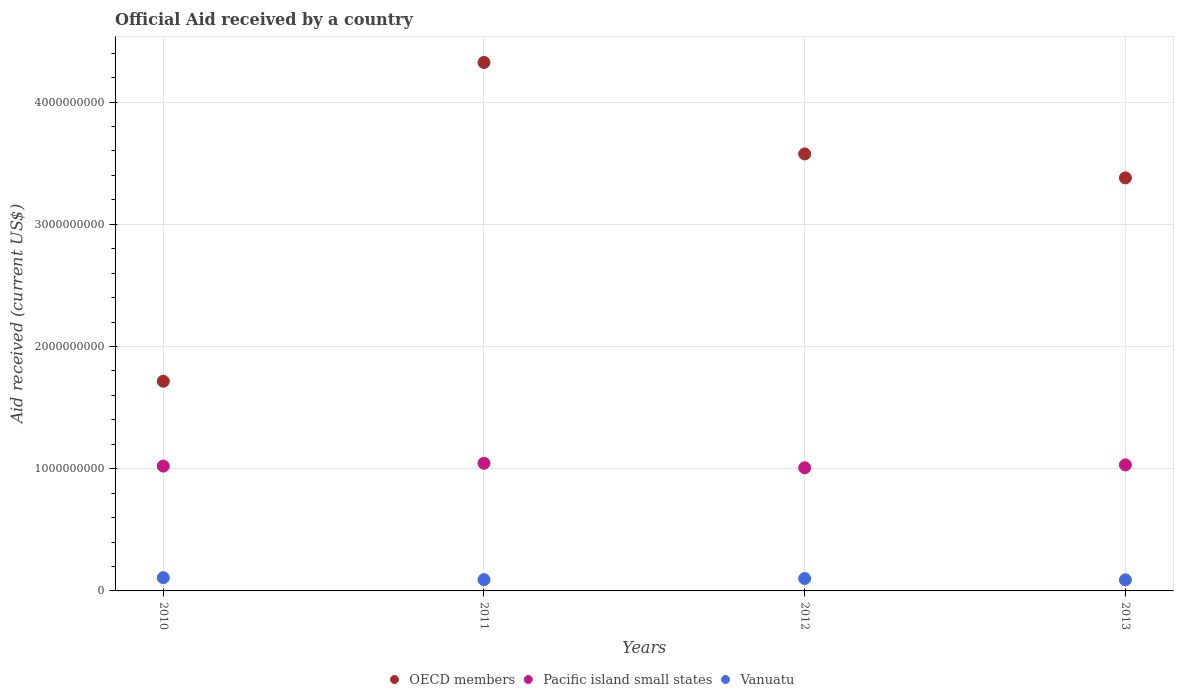 Official Aid received by a country
Aid received (current US$)
4000000000
3000000000
2000000000
1000000000
0
2010
2011
2012
2013
Years
OECD members
Pacific island small states
Vanuatu